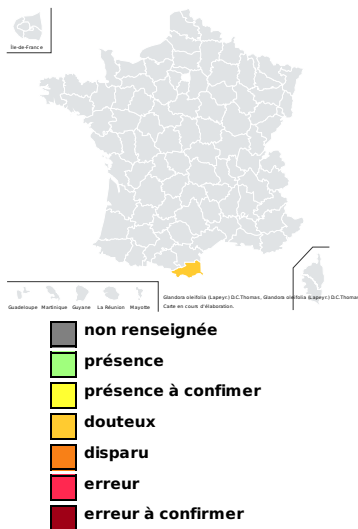 Île-de-France
Guadeloupe Martinique Guyane La Réunion Mayotte
Glandora oleifolia (Lapeyr.) D.C.Thomas, Glandora oleifolia (Lapeyr.) D.C.Thomas
Carte en cours d'élaboration.
non renseignée
présence
présence à confimer
douteux
disparu
erreur
erreur à confirmer